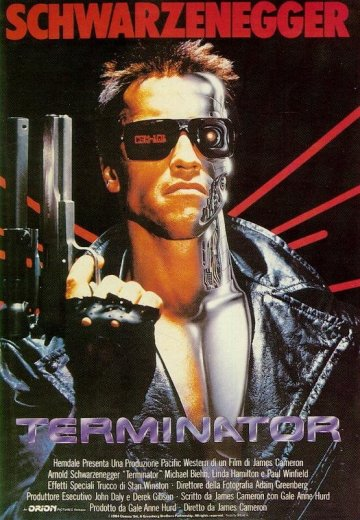 SCHWARZENEGGER
TERMINATOR
Hemdale Presenta Una Produzione Pacific Western di un Film di James Cameron
Arnold Schwarzenegger "Terminator" Michael Biehn, Linda Hamilton e Paul Winfield
Effetti Speciali Trucco di Stan Winston - Direttore della Fotografia Adam Greenberg
Produttore Esecutivo John Daly e Derek Gibson - Scritto da James Cameron con Gale Anne Hurd
Prodotto da Gale Anne Hurd - Diretto da James Cameron
An ORION PICTURES Release